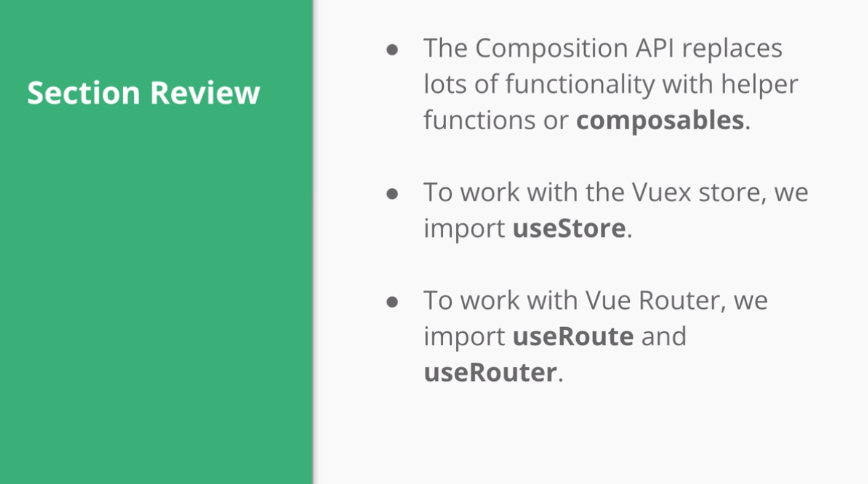 Section Review
● The Composition API replaces
lots of functionality with helper
functions or composables.
● To work with the Vuex store, we
import useStore.
● To work with Vue Router, we
import useRoute and
useRouter.